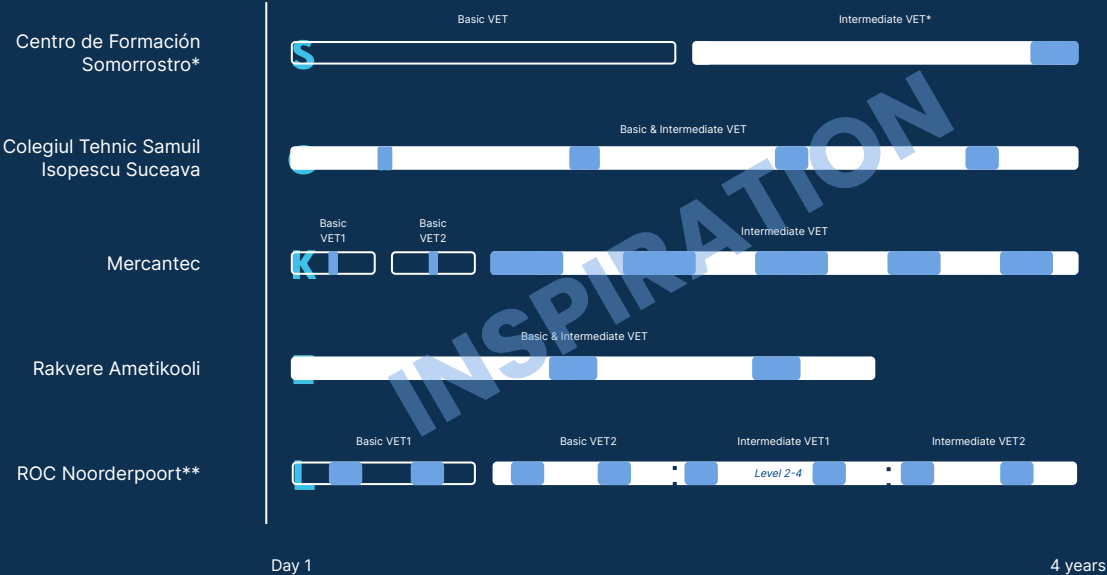 Basic VET
Intermediate VET*
Centro de Formación
Somorrostro*
S
Basic & Intermediate VET
Colegiul Tehnic Samuil
Isopescu Suceava
Basic
VET1
Basic
VET2
Intermediate VET
Mercantec
K
Basic & Intermediate VET
Rakvere Ametikooli
Basic VET1
Basic VET2
Intermediate VET1
Intermediate VET2
ROC Noorderpoort**
L
Level 2-4
INSPIRATION
Day 1
4 years